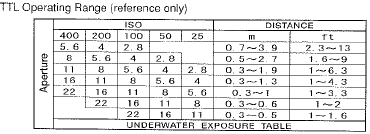 TTL Operating Range (reference only)
ISO DISTANCE
400 200 100 50 25 m ft
Aperture
5.6 4 2.8 0.7~3.9 2.3~13
8 5.6 4 2.8 0.5~2.7 1.6~9
11 8 5.6 4 2.8 0.3~1.9 1~6.3
16 11 8 5.6 4 0.3~1.3 1~4.3
22 16 11 8 5.6 0.3~1 1~3.3
22 16 11 8 0.3~0.6 1~2
22 16 11 0.3~0.5 1~1.6
UNDERWATER EXPOSURE TABLE